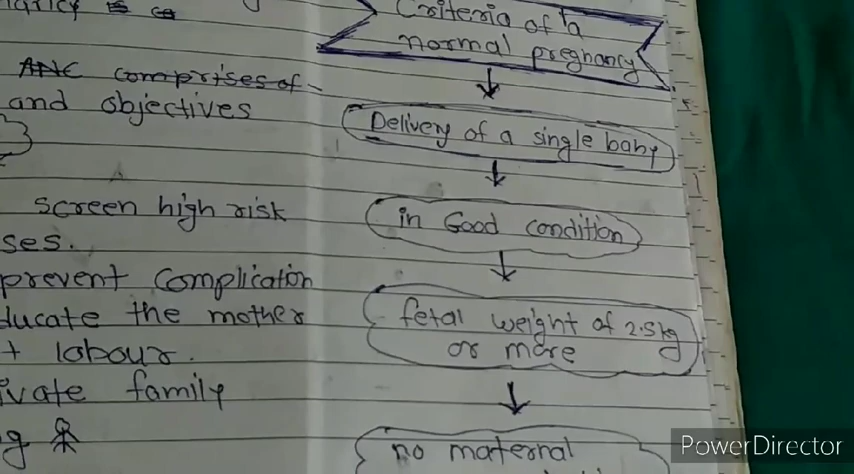 Criteria of a
normal pregnancy
Delivery of a single baby
in Good condition
fetal weight of 2.5kg
or more
no maternal
ANC comprises of
and objectives
screen high risk
ses.
prevent complication
ducate the mother
+ labour.
ivate family
g
PowerDirector